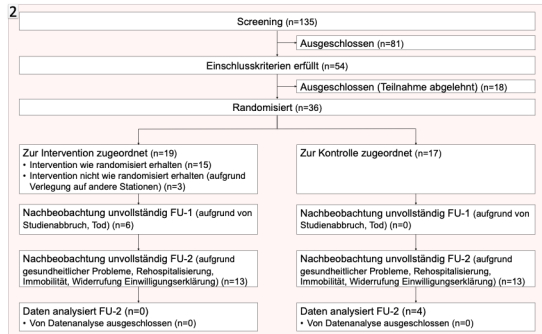 2
Screening (n=135)
Ausgeschlossen (n=81)
Einschlusskriterien erfüllt (n=54)
Ausgeschlossen (Teilnahme abgelehnt) (n=18)
Randomisiert (n=36)
Zur Intervention zugeordnet (n=19)
• Intervention wie randomisiert erhalten (n=15)
• Intervention nicht wie randomisiert erhalten (aufgrund
Verlegung auf andere Stationen) (n=3)
Zur Kontrolle zugeordnet (n=17)
Nachbeobachtung unvollständig FU-1 (aufgrund von
Studienabbruch, Tod) (n=6)
Nachbeobachtung unvollständig FU-1 (aufgrund von
Studienabbruch, Tod) (n=0)
Nachbeobachtung unvollständig FU-2 (aufgrund
gesundheitlicher Probleme, Rehospitalisierung,
Immobilität, Widerrufung Einwilligungserklärung) (n=13)
Nachbeobachtung unvollständig FU-2 (aufgrund
gesundheitlicher Probleme, Rehospitalisierung,
Immobilität, Widerrufung Einwilligungserklärung) (n=13)
Daten analysiert FU-2 (n=0)
• Von Datenanalyse ausgeschlossen (n=0)
Daten analysiert FU-2 (n=4)
• Von Datenanalyse ausgeschlossen (n=0)